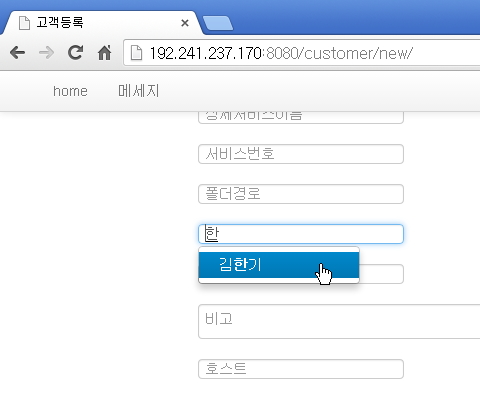 고객등록
192.241.237.170:8080/customer/new/
home 메세지
상세서비스이름
서비스번호
폴더경로
한
김한기
비고
호스트